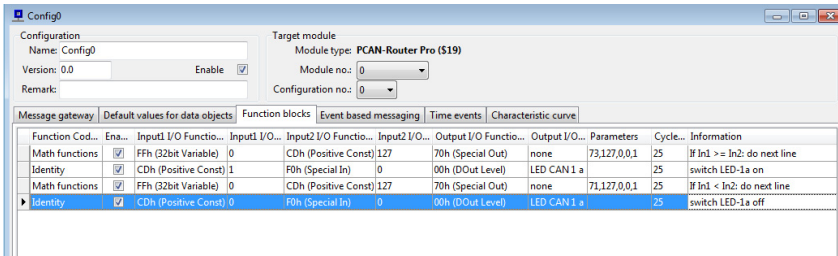 Config0
Configuration
Target module
Name: Config0
Module type: PCAN-Router Pro ($19)
Version: 0.0 Enable
Module no.: 0
Remark:
Configuration no.: 0
Message gateway Default values for data objects Function blocks Event based messaging Time events Characteristic curve
Function Cod... Ena... Input1 I/O Functio... Input1 I/O... Input2 I/O Functio... Input2 I/O... Output I/O Functio... Output I/O... Parameters Cycle... Information
Math functions FFh (32bit Variable) 0 CDh (Positive Const) 127 70h (Special Out) none 73,127,0,0,1 25 If In1 >= In2: do next line
Identity CDh (Positive Const) 1 F0h (Special In) 0 00h (DOut Level) LED CAN 1 a 25 switch LED-1a on
Math functions FFh (32bit Variable) 0 CDh (Positive Const) 127 70h (Special Out) none 71,127,0,0,1 25 If In1 < In2: do next line
Identity CDh (Positive Const) 0 F0h (Special In) 0 00h (DOut Level) LED CAN 1 a 25 switch LED-1a off